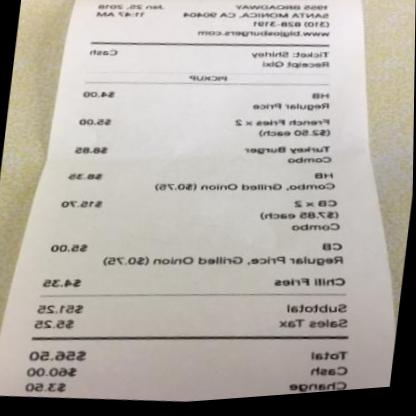 1955 BROADWAY Jan 25, 2018
SANTA MONICA, CA 90404 11:47 AM
(310) 828-3191
www.bigjosburgers.com
Ticket: Shirley Cash
Receipt QIxi
PICKUP
HB $4.00
Regular Price
French Fries x 2 $5.00
($2.50 each)
Turkey Burger $8.85
Combo
HB $8.35
Combo, Grilled Onion ($0.75)
CB x 2 $15.70
($7.85 each)
Combo
CB $5.00
Regular Price, Grilled Onion ($0.75)
Chili Fries $4.35
Subtotal $51.25
Sales Tax $5.25
Total $56.50
Cash $60.00
Change $3.50